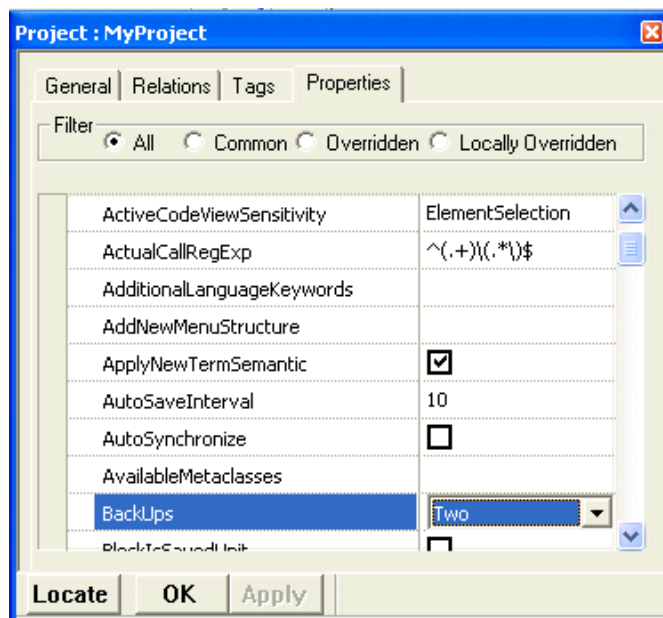 Project : MyProject
General Relations Tags Properties
Filter
All Common Overridden Locally Overridden
ActiveCodeViewSensitivity ElementSelection
ActualCallRegExp ^(.+)\(.*\)$
AdditionalLanguageKeywords
AddNewMenuStructure
ApplyNewTermSemantic
AutoSaveInterval 10
AutoSynchronize
AvailableMetaclasses
BackUps Two
BlockIsSavedUnit
Locate OK Apply